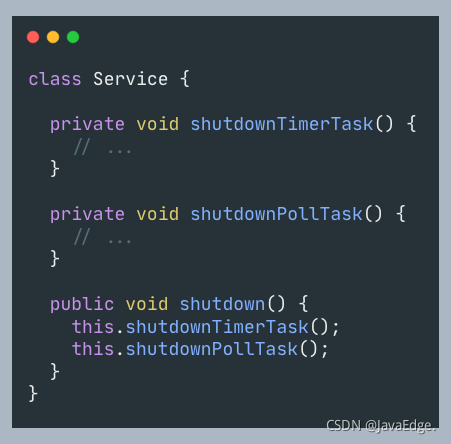 class Service {
  private void shutdownTimerTask() {
    // ...
  }
  private void shutdownPollTask() {
    // ...
  }
  public void shutdown() {
    this.shutdownTimerTask();
    this.shutdownPollTask();
  }
}
CSDN @JavaEdge.